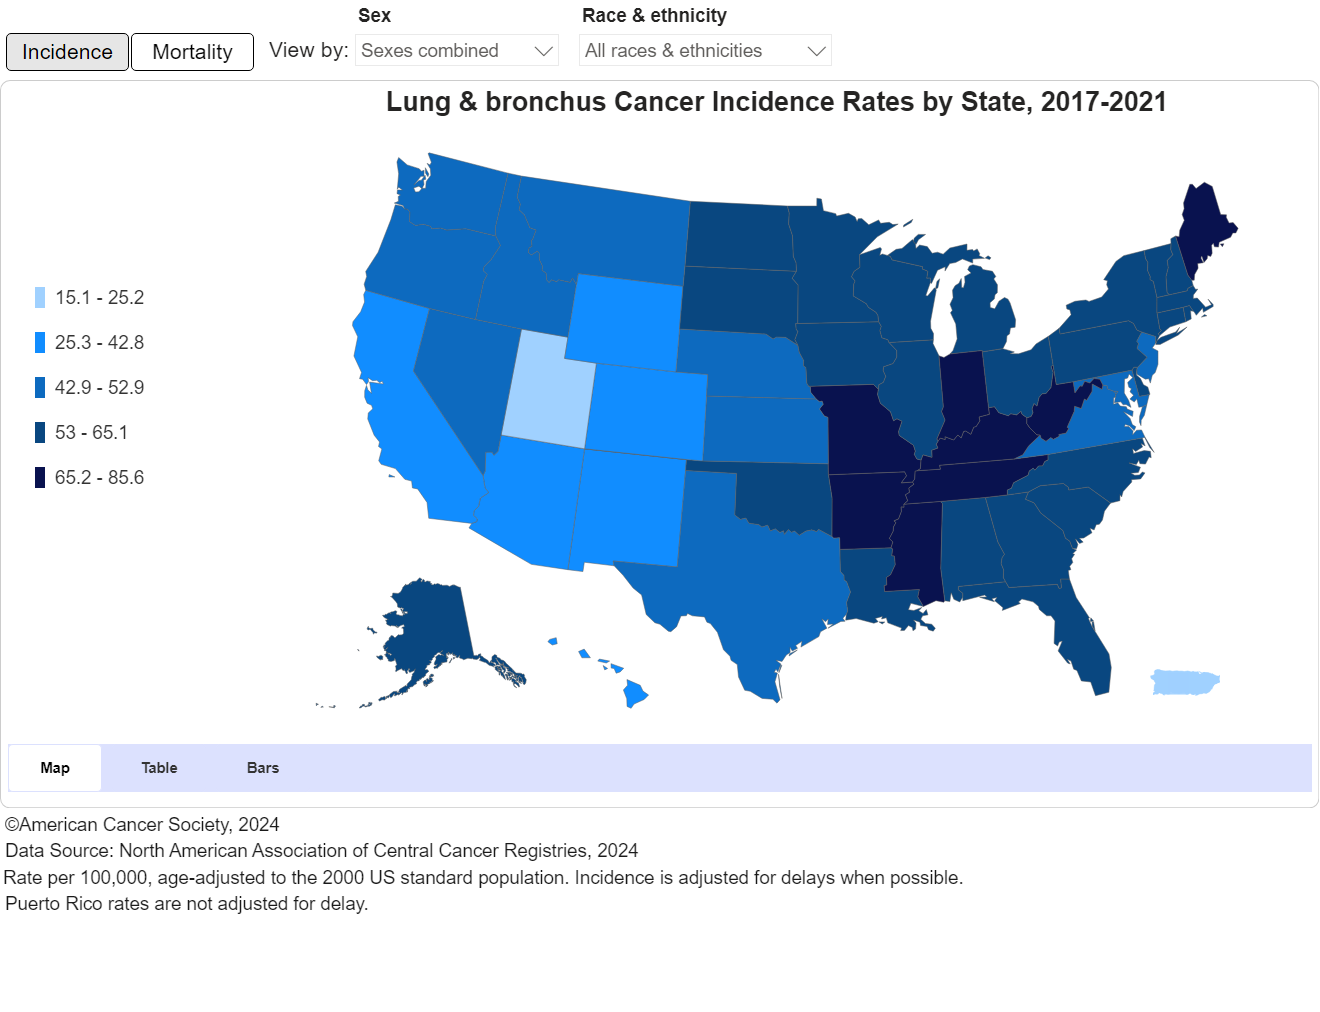 Sex
Race & ethnicity
Incidence
Mortality
View by:
Sexes combined
All races & ethnicities
Lung & bronchus Cancer Incidence Rates by State, 2017-2021
15.1 - 25.2
25.3 - 42.8
42.9 - 52.9
53 - 65.1
65.2 - 85.6
Map
Table
Bars
©American Cancer Society, 2024
Data Source: North American Association of Central Cancer Registries, 2024
Rate per 100,000, age-adjusted to the 2000 US standard population. Incidence is adjusted for delays when possible.
Puerto Rico rates are not adjusted for delay.